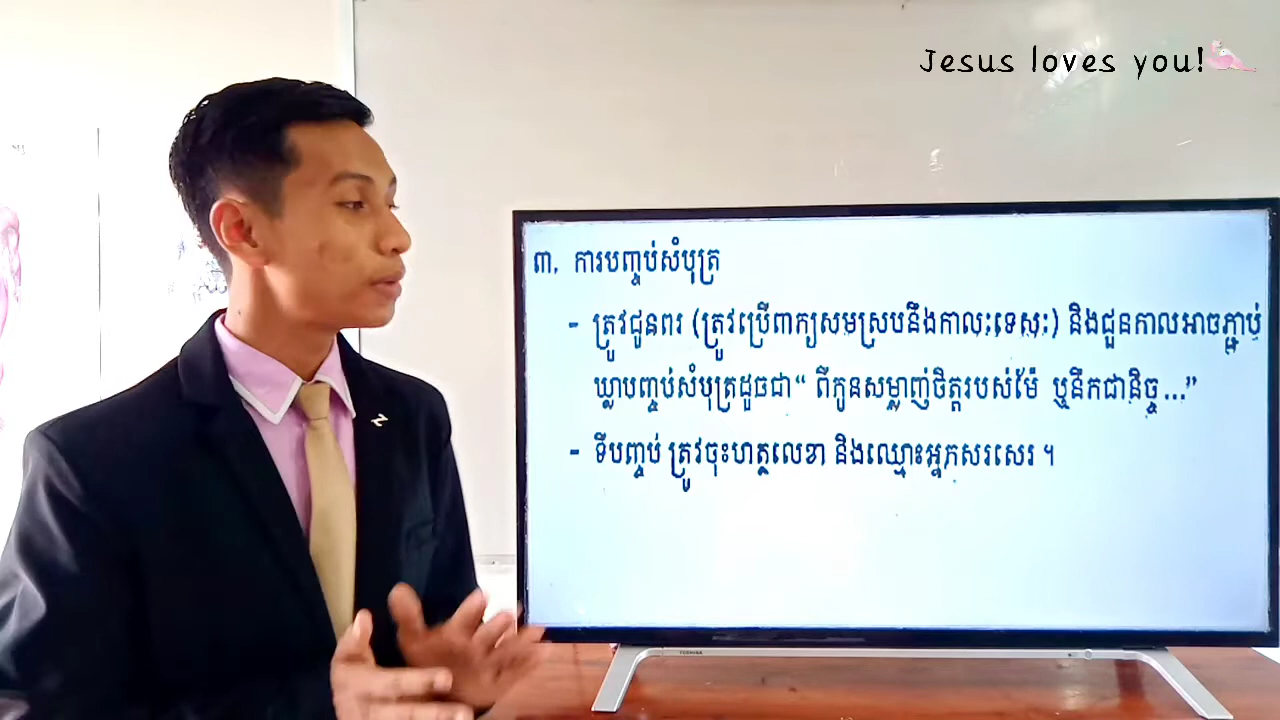 Jesus loves you!
៣. ការបញ្ចប់សំបុត្រ
- ត្រូវជូនពរ (ត្រូវប្រើពាក្យសមស្របនឹងកាលៈទេសៈ) និងជួនកាលអាចភ្ជាប់
ឃ្លាបញ្ចប់សំបុត្រដូចជា“ ពីកូនសម្លាញ់ចិត្តរបស់ម៉ែ ឬនឹកជានិច្ច ...”
- ទីបញ្ចប់ ត្រូវចុះហត្ថលេខា និងឈ្មោះអ្នកសរសេរ ។
TOSHIBA